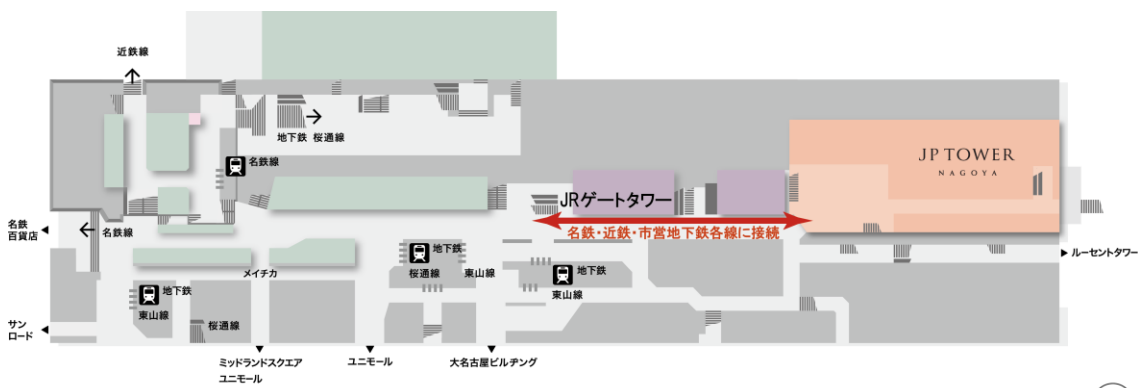 近鉄線
地下鉄 桜通線
名鉄線
JP TOWER
NAGOYA
JRゲートタワー
名鉄・近鉄・市営地下鉄各線に接続
名鉄
百貨店
名鉄線
地下鉄
桜通線
東山線
地下鉄
東山線
ルーセントタワー
メイチカ
地下鉄
東山線
桜通線
サン
ロード
ミッドランドスクエア
ユニモール
ユニモール
大名古屋ビルヂング